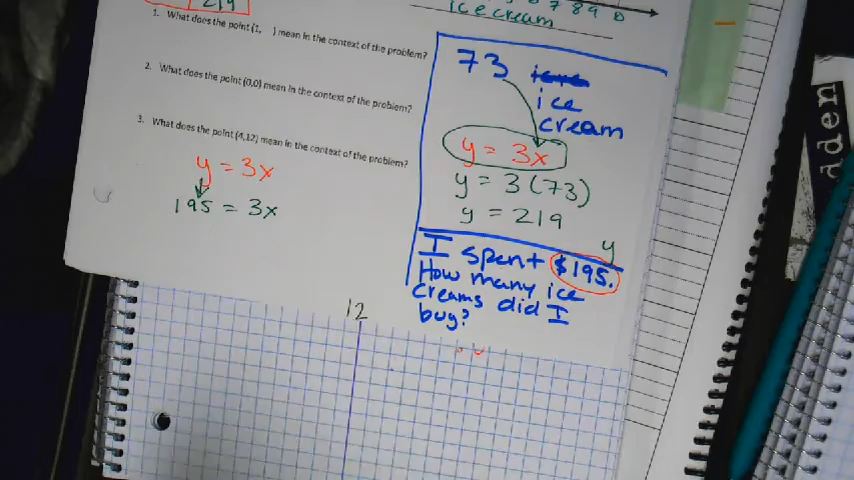 219
icecream
7 8 9 0
1. What does the point (1, ) mean in the context of the problem?
2. What does the point (0,0) mean in the context of the problem?
3. What does the point (4,12) mean in the context of the problem?
y = 3x
195 = 3x
73
ice
cream
y = 3x
y = 3(73)
y = 219
y
I spent $195.
How many ice
creams did I
buy?
12
aden